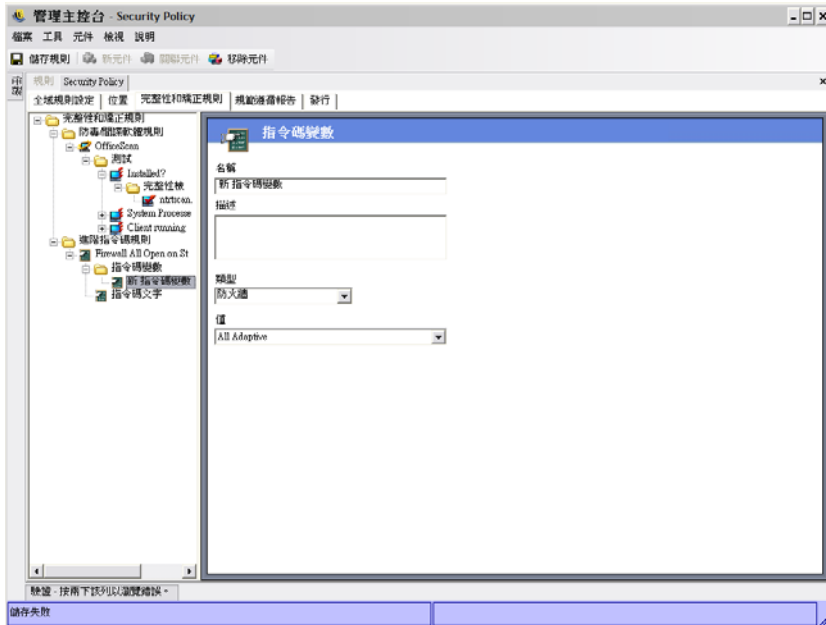 管理主控台 - Security Policy
檔案 工具 元件 檢視 說明
儲存規則 新元件 關聯元件 移除元件
規則 Security Policy
全域規則設定 位置 完整性和矯正規則 規範遵循報告 發行
完整性和矯正規則
防毒/間諜軟體規則
OfficeScan
測試
Installed?
完整性檢
ntrtscan.
System Processe
Client running
進階指令碼規則
Firewall All Open on St
指令碼變數
新 指令碼變數
指令碼文字
指令碼變數
名稱
新 指令碼變數
描述
類型
防火牆
值
All Adaptive
驗證 - 按兩下該列以瀏覽錯誤。
儲存失敗